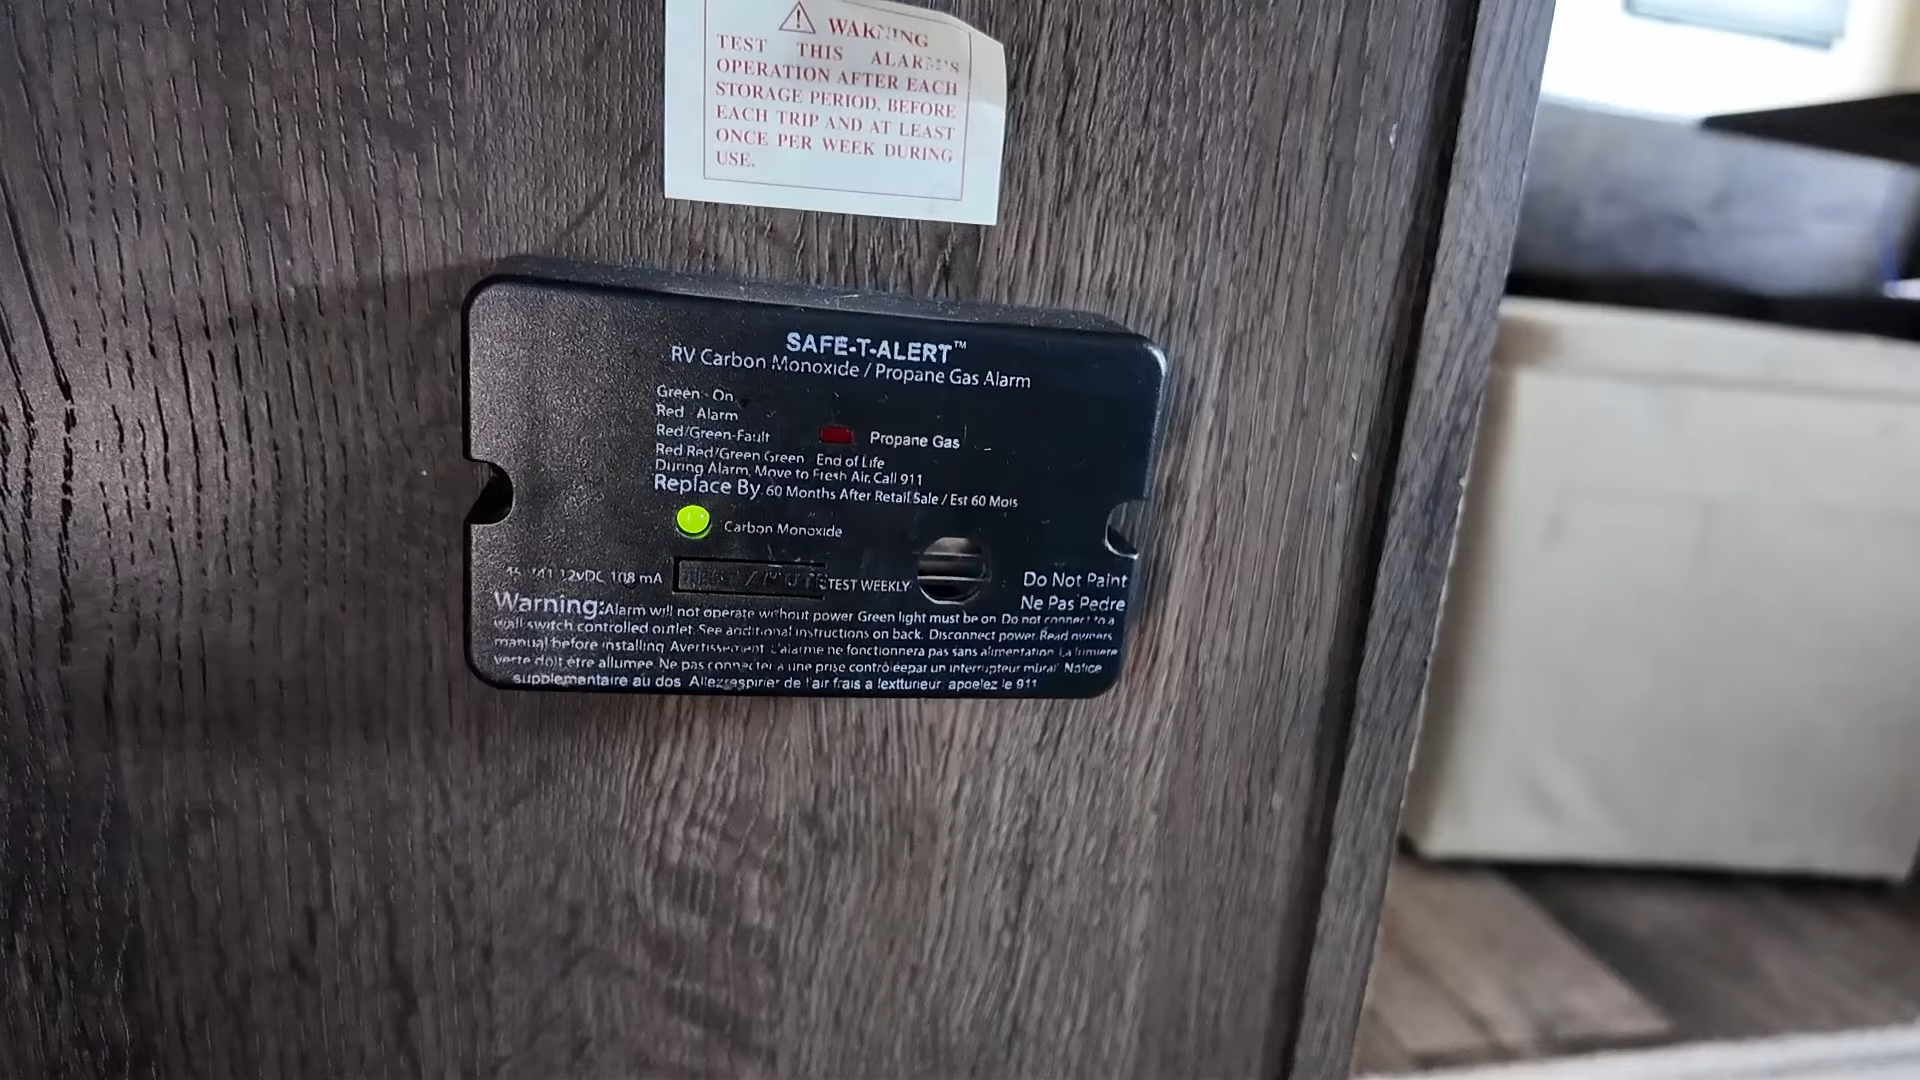 WARNING
TEST THIS ALARM'S
OPERATION AFTER EACH
STORAGE PERIOD, BEFORE
EACH TRIP AND AT LEAST
ONCE PER WEEK DURING
USE.
SAFE-T-ALERT™
RV Carbon Monoxide / Propane Gas Alarm
Green - On
Red Alarm
Red/Green-Fault
Propane Gas
Red Red/Green Green End of Life
During Alarm, Move to Fresh Air, Call 911
Replace By. 60 Months After Retail Sale / Est 60 Mois
Carbon Monoxide
12vDC 108 mA
TEST WEEKLY
Do Not Paint
Ne Pas Pedre
Warning: Alarm will not operate without power Green light must be on Do not connect to a
wall switch controlled outlet. See additional instructions on back. Disconnect power Read owners
manual before installing Avertissement L'alarme ne fonctionnera pas sans alimentation La lumiere
verte doit être allumee. Ne pas connecter a une prise contrôléepar un interrupteur mural Notice
supplementaire au dos Allezrespirier de l'air frais a lextturieur apcelez le 911